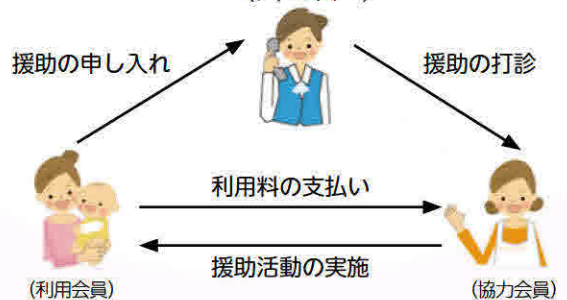 援助の申し入れ
援助の打診
利用料の支払い
援助活動の実施
(利用会員)
(協力会員)